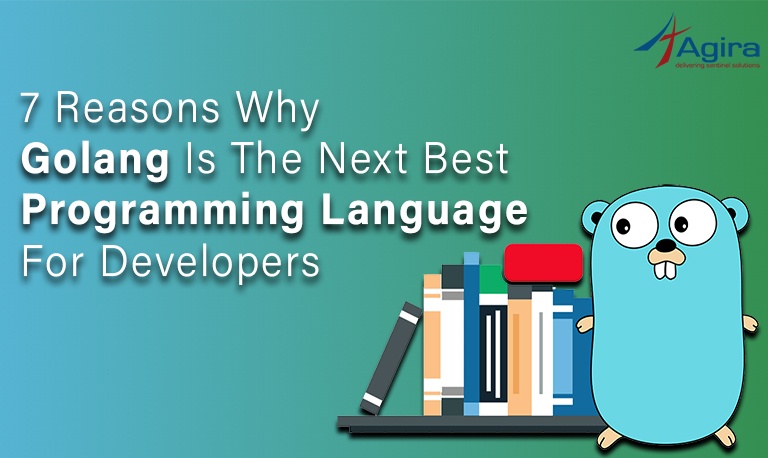 Agira
delivering sentinel solutions
7 Reasons Why
Golang Is The Next Best
Programming Language
For Developers